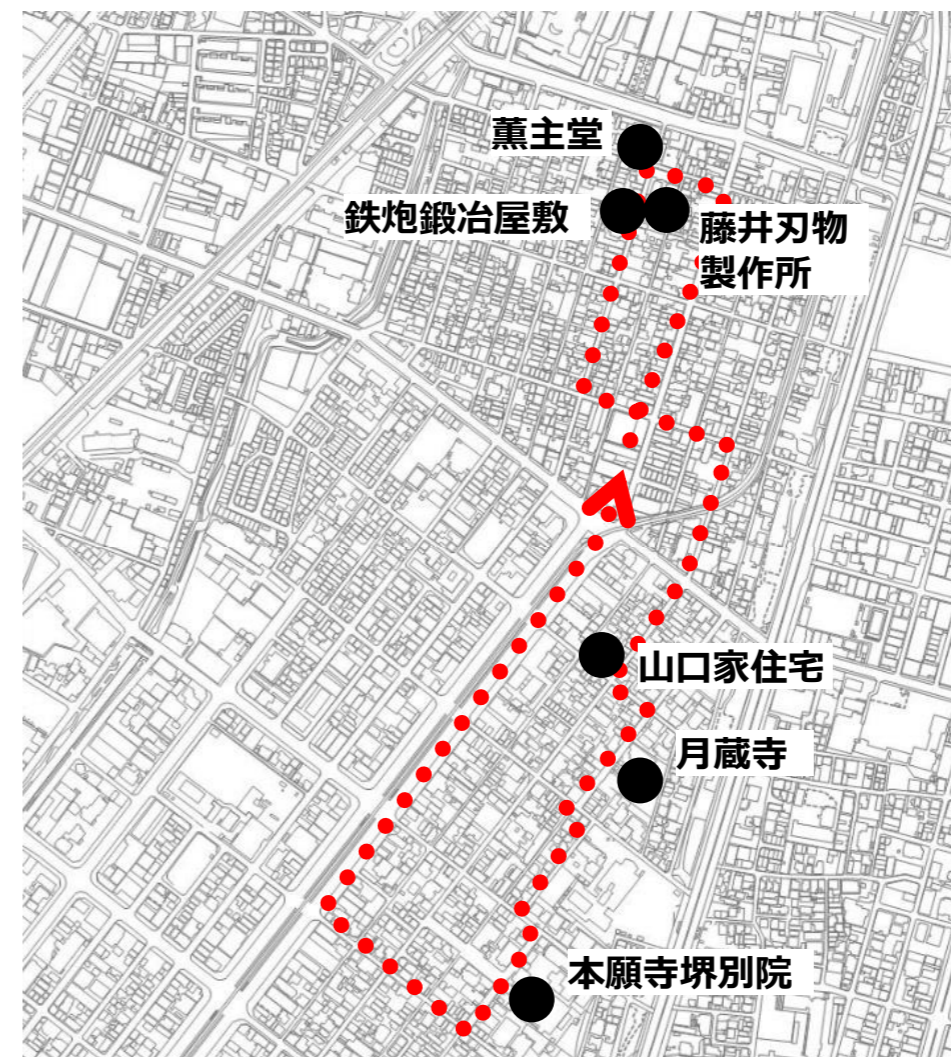 薫主堂
鉄炮鍛冶屋敷
藤井刃物
製作所
山口家住宅
月蔵寺
本願寺堺別院